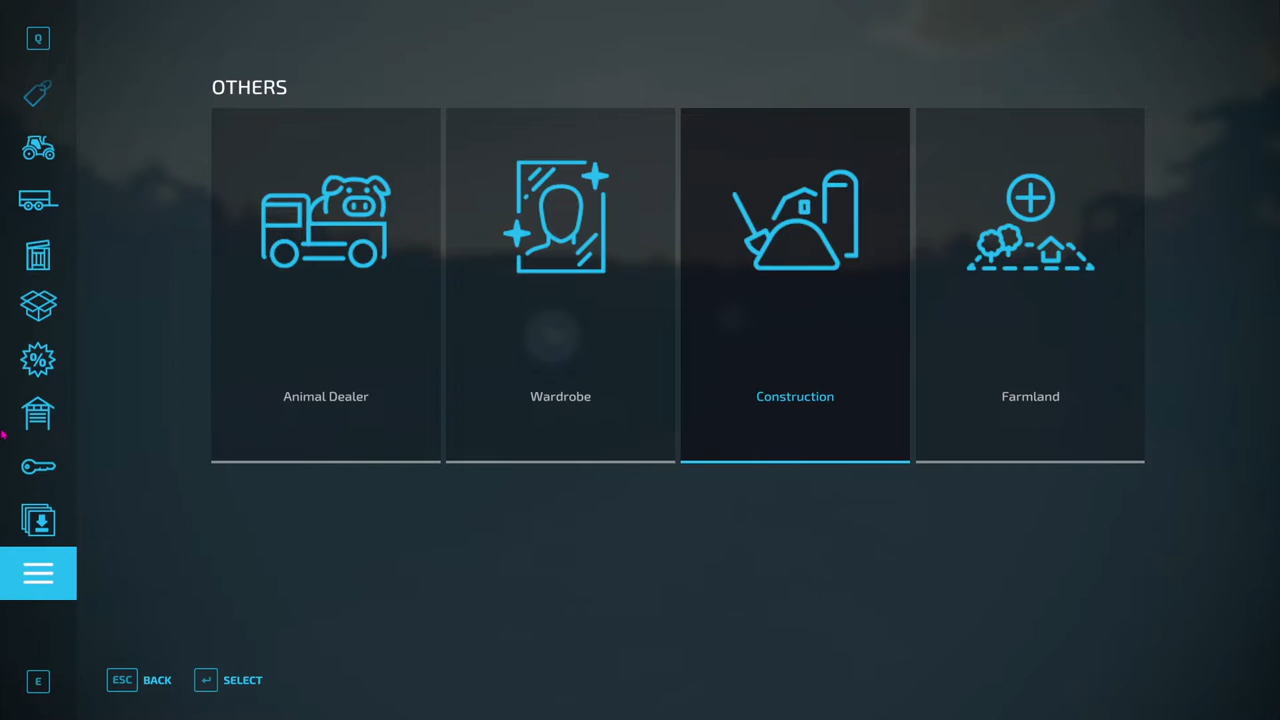 Q
OTHERS
%
Animal Dealer
Wardrobe
Construction
Farmland
E
ESC BACK
SELECT